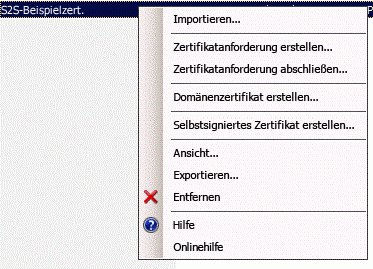 S2S-Beispielzert.
Importieren...
Zertifikatanforderung erstellen...
Zertifikatanforderung abschließen...
Domänenzertifikat erstellen...
Selbstsigniertes Zertifikat erstellen...
Ansicht...
Exportieren...
Entfernen
Hilfe
Onlinehilfe